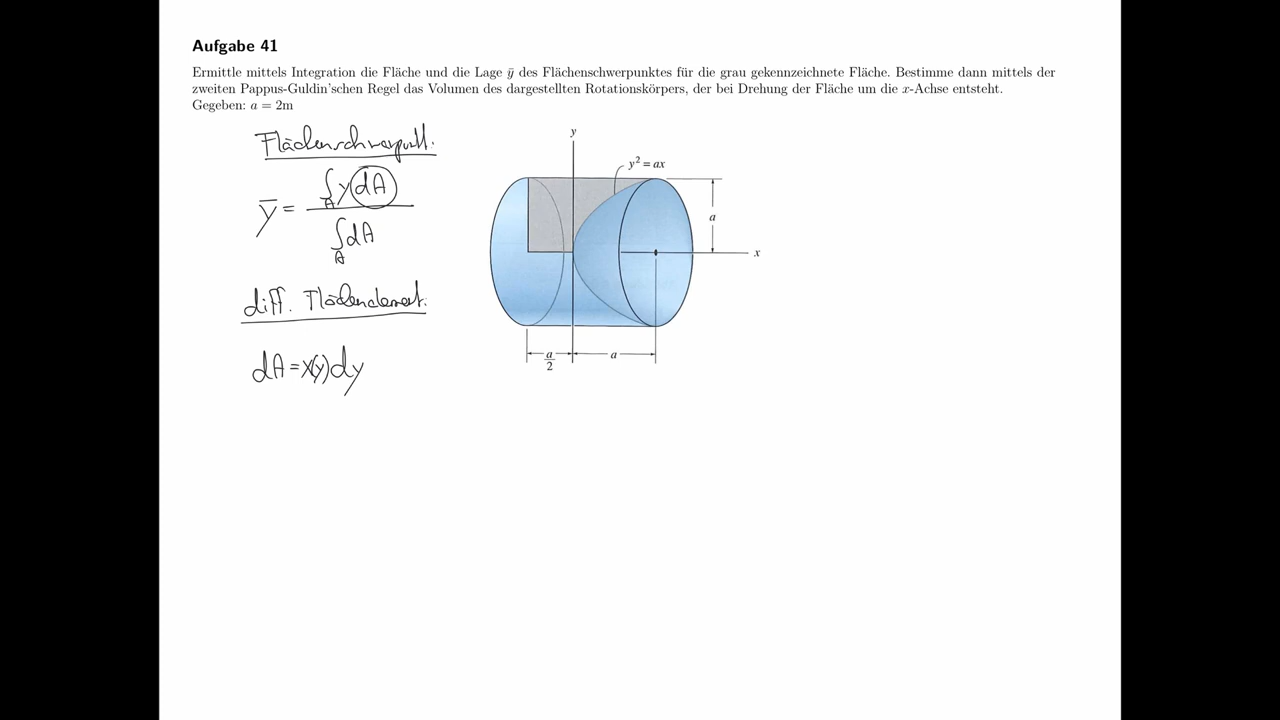 Aufgabe 41
Ermittle mittels Integration die Fläche und die Lage ȳ des Flächenschwerpunktes für die grau gekennzeichnete Fläche. Bestimme dann mittels der
zweiten Pappus-Guldin'schen Regel das Volumen des dargestellten Rotationskörpers, der bei Drehung der Fläche um die x-Achse entsteht.
Gegeben: a = 2m
Flächenschwerpunkt.
ȳ = ∫_A y dA / ∫_A dA
diff. Flächenelement.
dA = x(y) dy
y
y² = ax
a
x
a/2
a